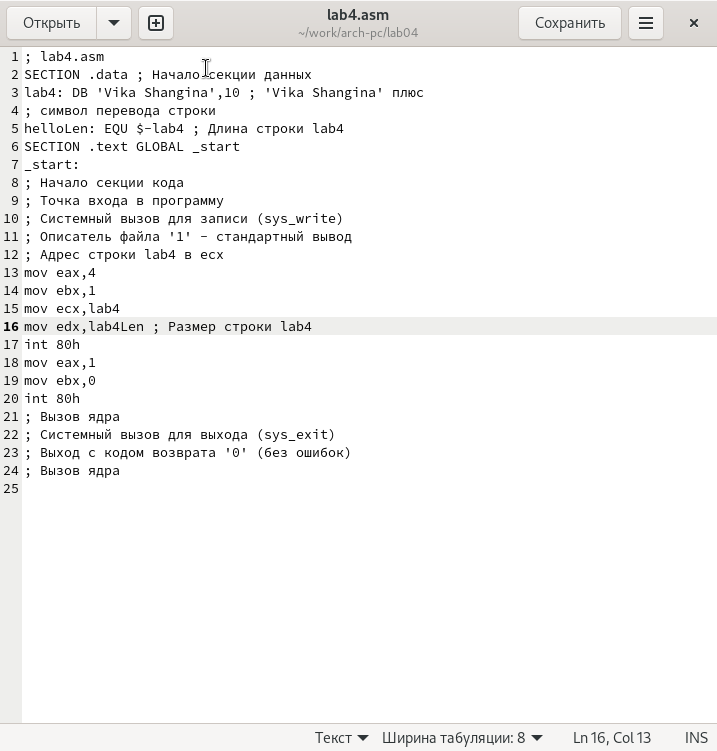 Открыть
lab4.asm
~/work/arch-pc/lab04
Сохранить
1 ; lab4.asm
2 SECTION .data ; Начало секции данных
3 lab4: DB 'Vika Shangina',10 ; 'Vika Shangina' плюс
4 ; символ перевода строки
5 helloLen: EQU $-lab4 ; Длина строки lab4
6 SECTION .text GLOBAL _start
7 _start:
8 ; Начало секции кода
9 ; Точка входа в программу
10 ; Системный вызов для записи (sys_write)
11 ; Описатель файла '1' - стандартный вывод
12 ; Адрес строки lab4 в ecx
13 mov eax,4
14 mov ebx,1
15 mov ecx,lab4
16 mov edx,lab4Len ; Размер строки lab4
17 int 80h
18 mov eax,1
19 mov ebx,0
20 int 80h
21 ; Вызов ядра
22 ; Системный вызов для выхода (sys_exit)
23 ; Выход с кодом возврата '0' (без ошибок)
24 ; Вызов ядра
25
Текст Ширина табуляции: 8 Ln 16, Col 13 INS